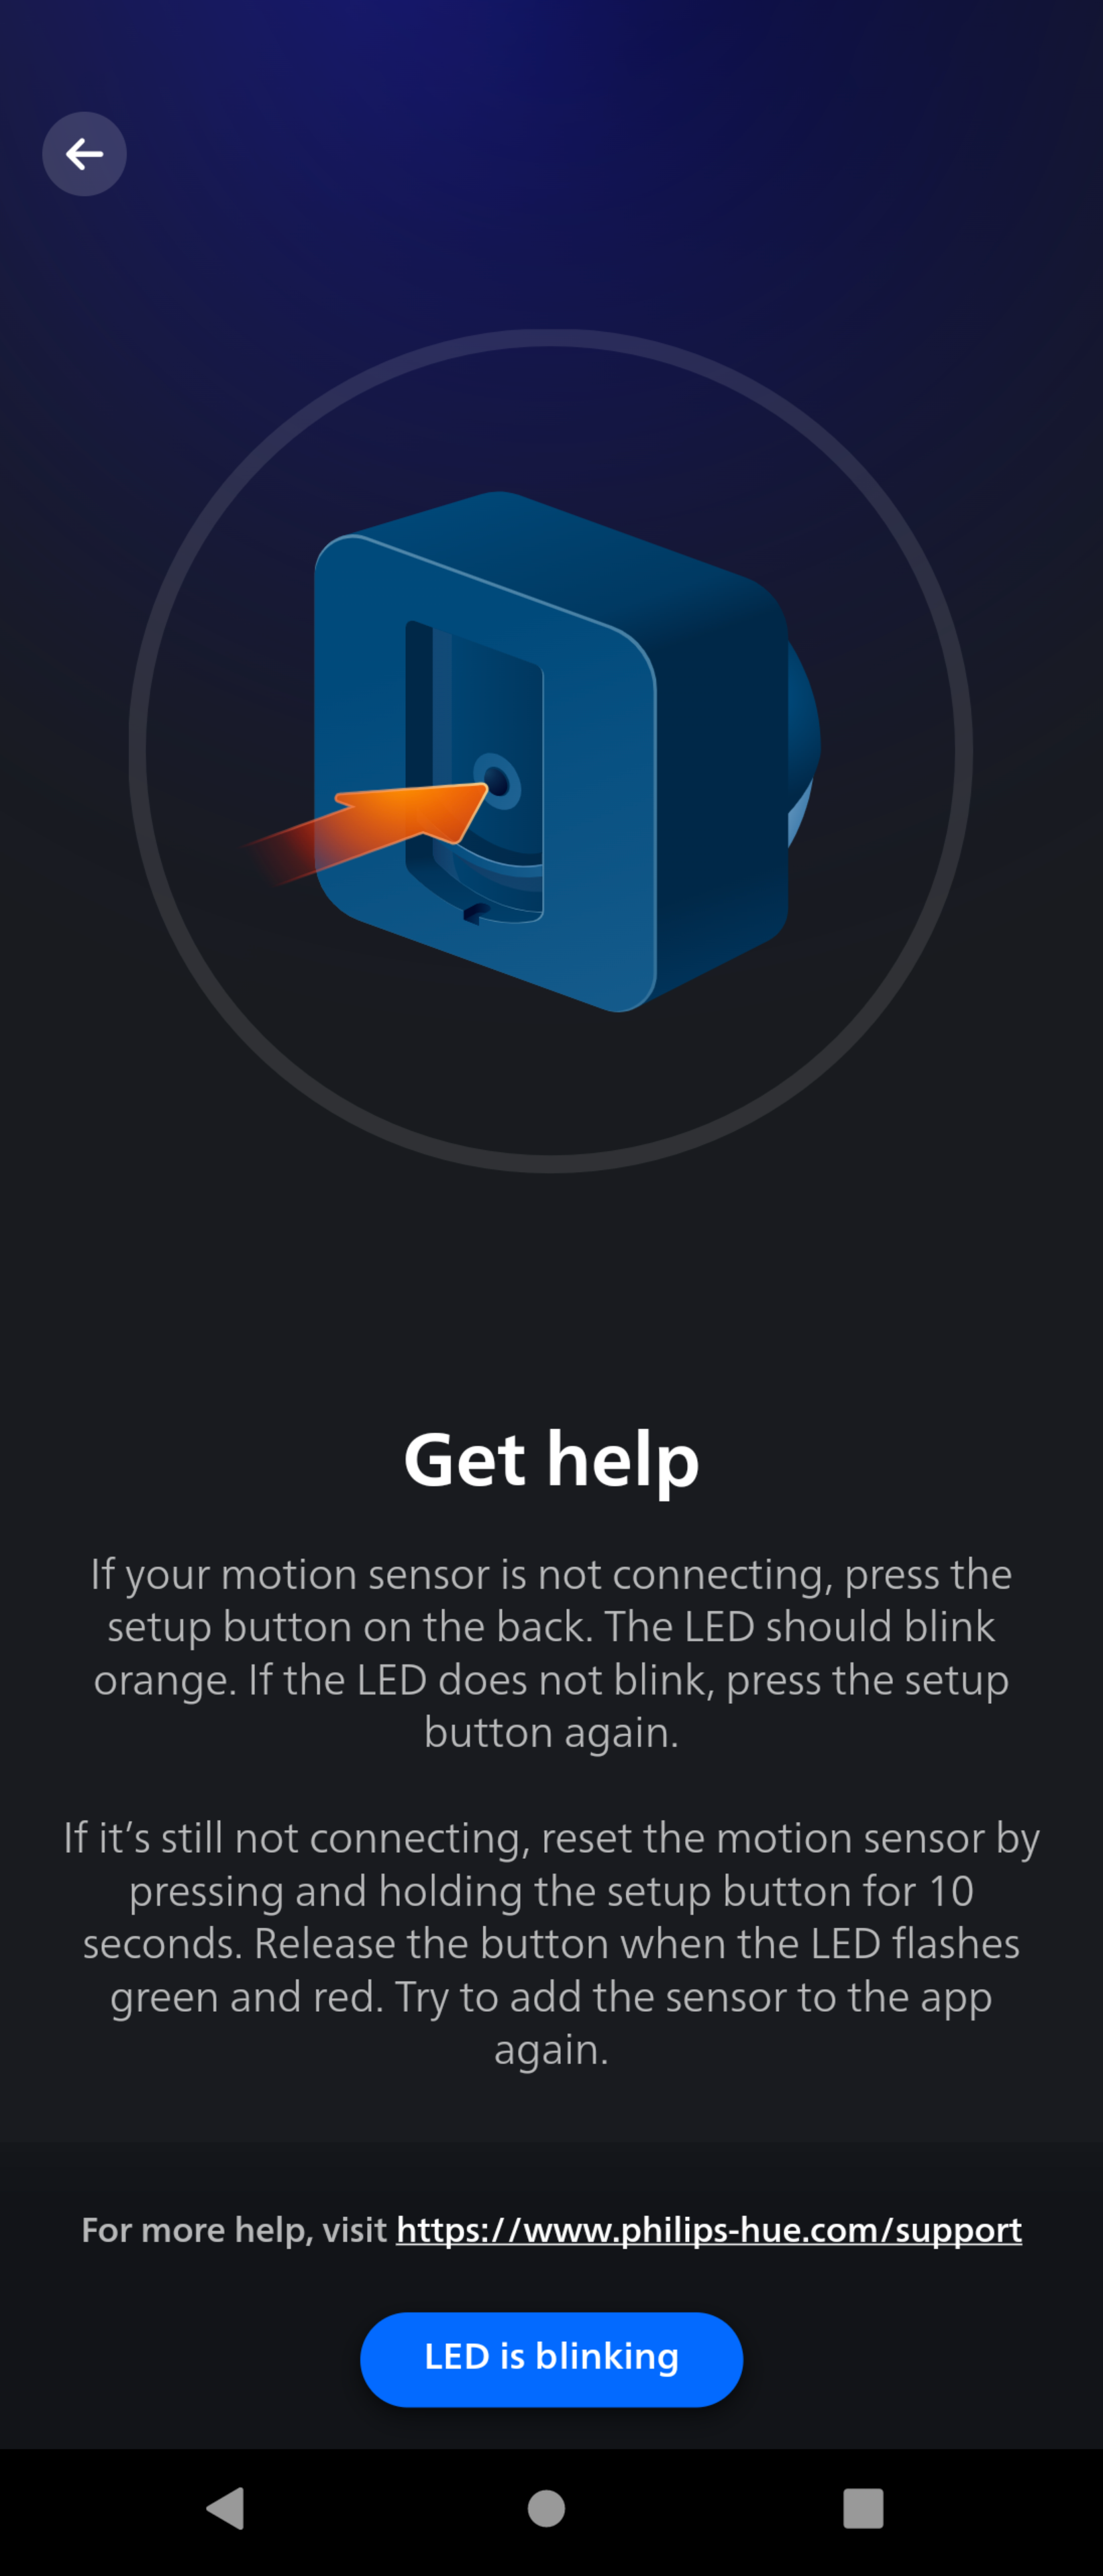 Get help
If your motion sensor is not connecting, press the
setup button on the back. The LED should blink
orange. If the LED does not blink, press the setup
button again.
If it’s still not connecting, reset the motion sensor by
pressing and holding the setup button for 10
seconds. Release the button when the LED flashes
green and red. Try to add the sensor to the app
again.
For more help, visit https://www.philips-hue.com/support
LED is blinking